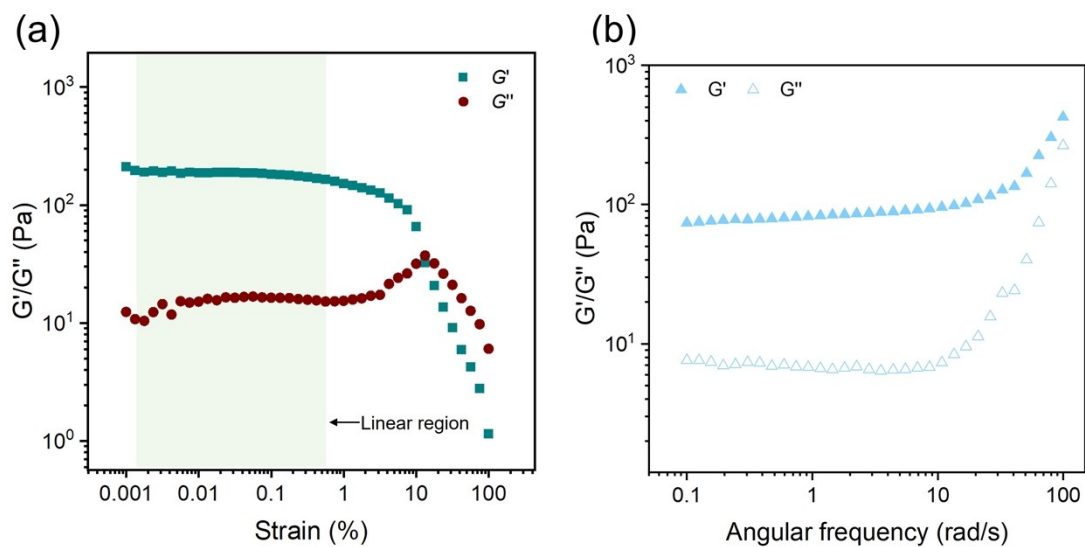 (a)
G'/G'' (Pa)
10³
10²
10¹
10⁰
G'
G''
Linear region
0.001 0.01 0.1 1 10 100
Strain (%)
(b)
G'/G'' (Pa)
10³
10²
10¹
G' G''
0.1 1 10 100
Angular frequency (rad/s)